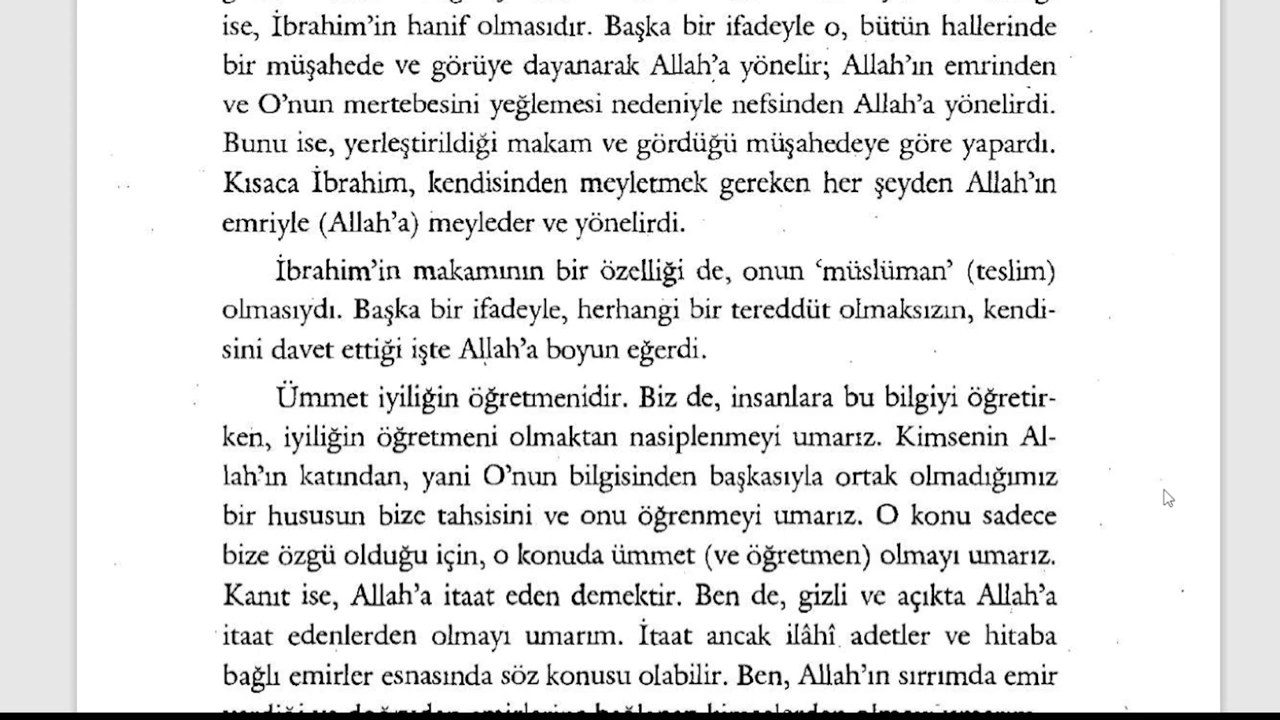 ise, İbrahim’in hanif olmasıdır. Başka bir ifadeyle o, bütün hallerinde
bir müşahede ve görüye dayanarak Allah’a yönelir; Allah’ın emrinden
ve O’nun mertebesini yeğlemesi nedeniyle nefsinden Allah’a yönelirdi.
Bunu ise, yerleştirildiği makam ve gördüğü müşahedeye göre yapardı.
Kısaca İbrahim, kendisinden meyletmek gereken her şeyden Allah’ın
emriyle (Allah’a) meyleder ve yönelirdi.
İbrahim’in makamının bir özelliği de, onun ‘müslüman’ (teslim)
olmasıydı. Başka bir ifadeyle, herhangi bir tereddüt olmaksızın, kendi-
sini davet ettiği işte Allah’a boyun eğerdi.
Ümmet iyiliğin öğretmenidir. Biz de, insanlara bu bilgiyi öğretir-
ken, iyiliğin öğretmeni olmaktan nasiplenmeyi umarız. Kimsenin Al-
lah’ın katından, yani O’nun bilgisinden başkasıyla ortak olmadığımız
bir hususun bize tahsisini ve onu öğrenmeyi umarız. O konu sadece
bize özgü olduğu için, o konuda ümmet (ve öğretmen) olmayı umarız.
Kanıt ise, Allah’a itaat eden demektir. Ben de, gizli ve açıkta Allah’a
itaat edenlerden olmayı umarım. İtaat ancak ilâhî adetler ve hitaba
bağlı emirler esnasında söz konusu olabilir. Ben, Allah’ın sırrımda emir